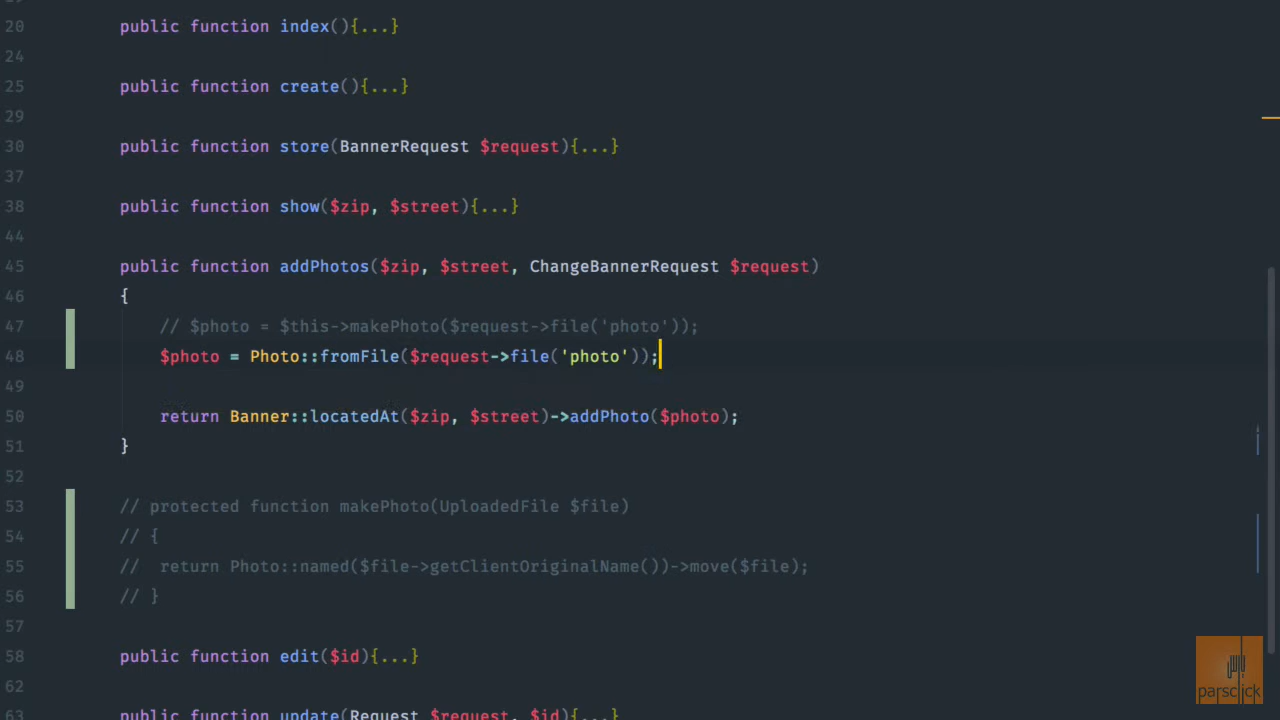 20 public function index(){...}
24
25 public function create(){...}
29
30 public function store(BannerRequest $request){...}
37
38 public function show($zip, $street){...}
44
45 public function addPhotos($zip, $street, ChangeBannerRequest $request)
46 {
47 // $photo = $this->makePhoto($request->file('photo'));
48 $photo = Photo::fromFile($request->file('photo'));
49
50 return Banner::locatedAt($zip, $street)->addPhoto($photo);
51 }
52
53 // protected function makePhoto(UploadedFile $file)
54 // {
55 //  return Photo::named($file->getClientOriginalName())->move($file);
56 // }
57
58 public function edit($id){...}
62
63 public function update(Request $request, $id){...}
parsclick